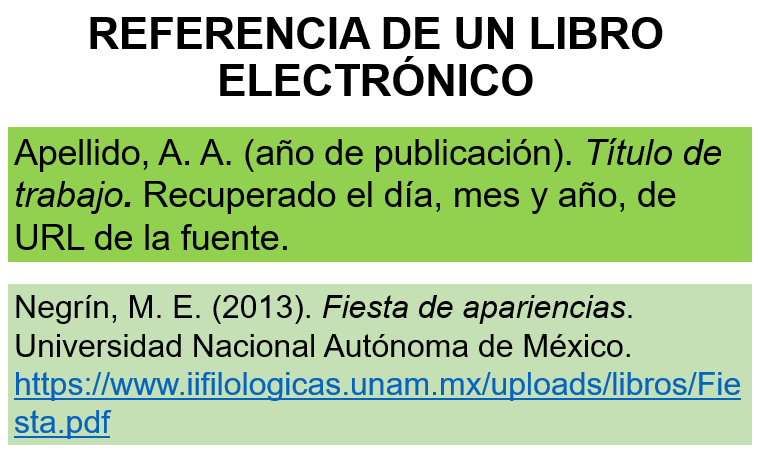 REFERENCIA DE UN LIBRO
ELECTRÓNICO
Apellido, A. A. (año de publicación). Título de
trabajo. Recuperado el día, mes y año, de
URL de la fuente.
Negrín, M. E. (2013). Fiesta de apariencias.
Universidad Nacional Autónoma de México.
https://www.iifilologicas.unam.mx/uploads/libros/Fie
sta.pdf